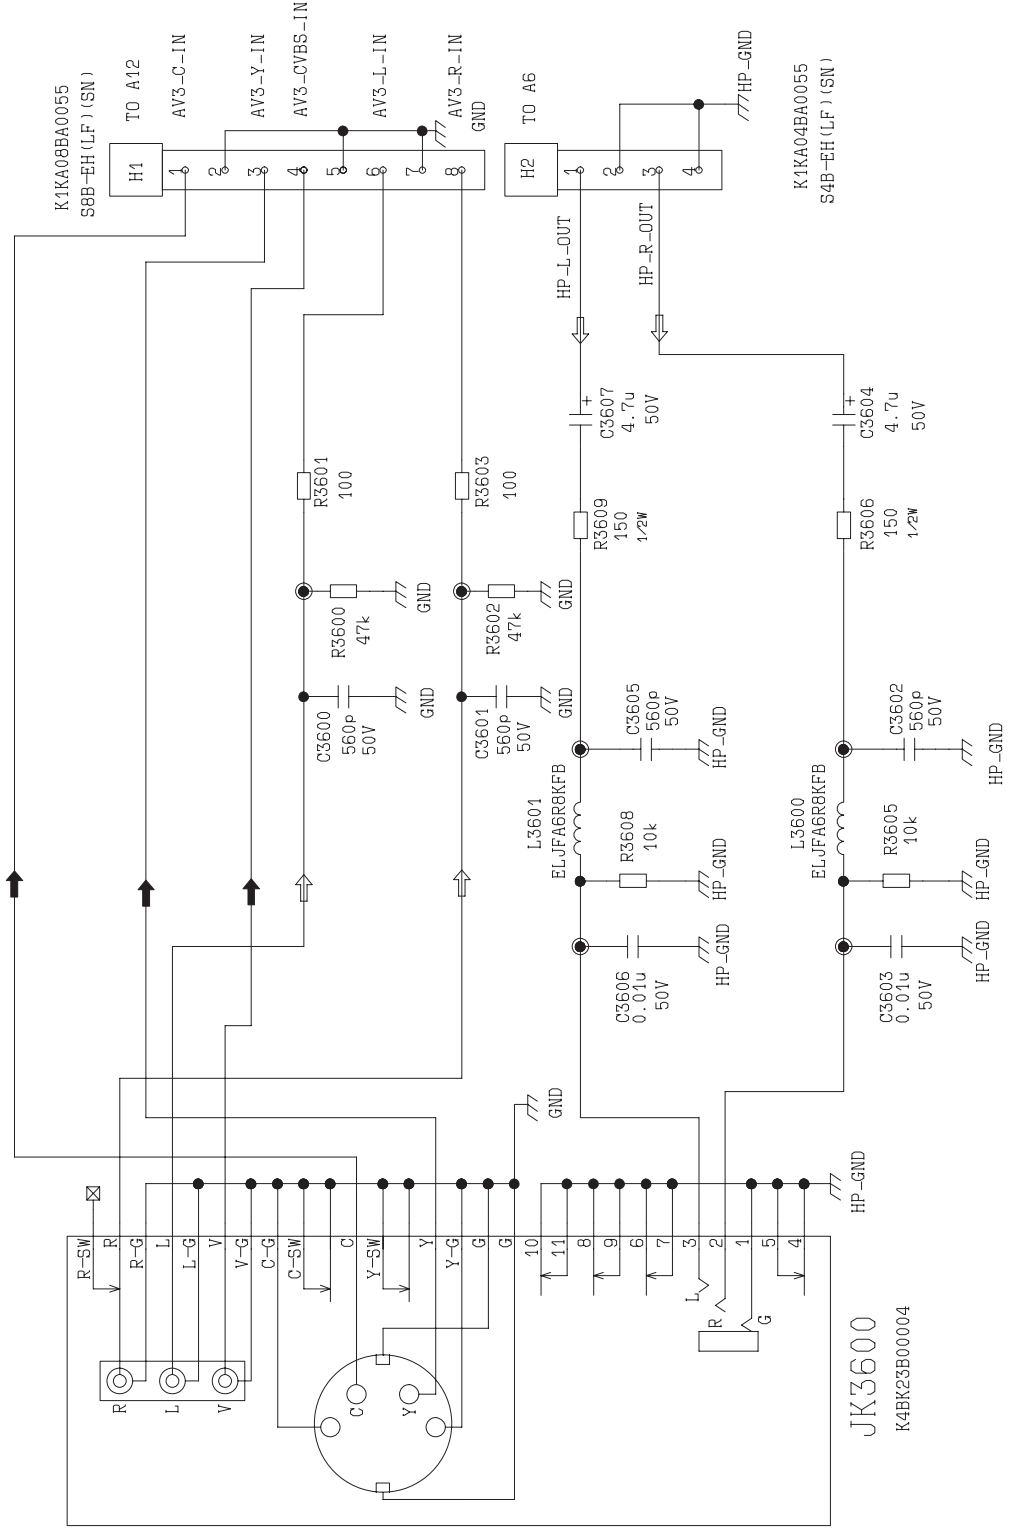 K1KA08BA0055
S8B-EH(LF)(SN)
TO A12
H1
1
2
3
4
5
6
7
8
AV3-C-IN
AV3-Y-IN
AV3-CVBS-IN
AV3-L-IN
AV3-R-IN
GND
TO A6
H2
1
2
3
4
HP-GND
K1KA04BA0055
S4B-EH(LF)(SN)
HP-L-OUT
HP-R-OUT
+
C3607
4.7u
50V
+
C3604
4.7u
50V
R3601
100
R3603
100
R3609
150
1/2W
R3606
150
1/2W
R3600
47k
GND
R3602
47k
GND
C3600
560p
50V
GND
C3601
560p
50V
GND
C3605
560p
50V
HP-GND
C3602
560p
50V
HP-GND
L3601
ELJFA6R8KFB
L3600
ELJFA6R8KFB
R3608
10k
HP-GND
R3605
10k
HP-GND
C3606
0.01u
50V
HP-GND
C3603
0.01u
50V
HP-GND
GND
HP-GND
R-SW
R
R-G
L
L-G
V
V-G
C-G
C-SW
C
Y-SW
Y
Y-G
G
G
10
11
8
9
6
7
3
2
1
5
4
L
R
G
R
L
V
C
Y
JK3600
K4BK23B00004